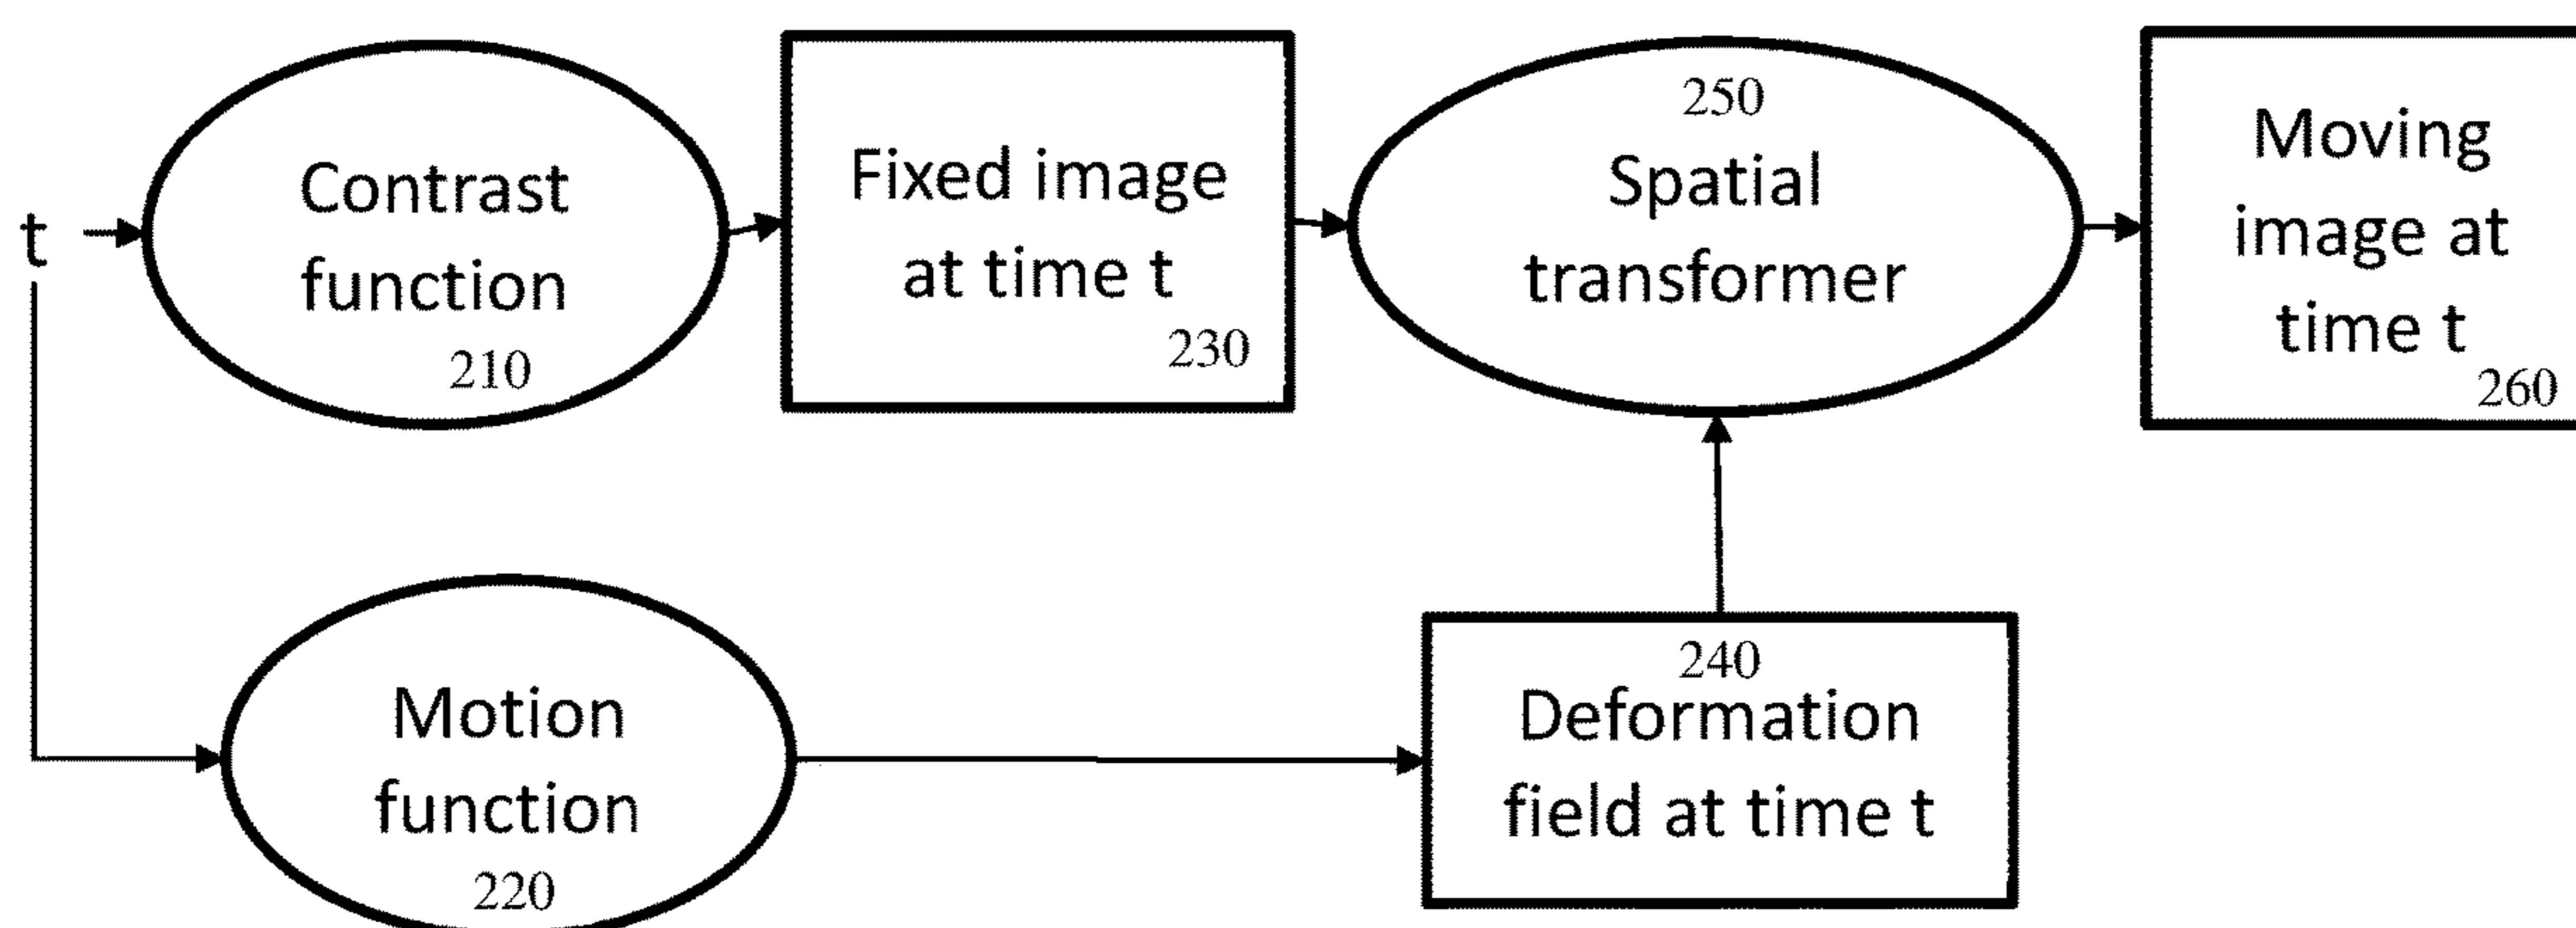 t
Contrast
function
210
Fixed image
at time t
230
250
Spatial
transformer
Moving
image at
time t
260
Motion
function
220
240
Deformation
field at time t